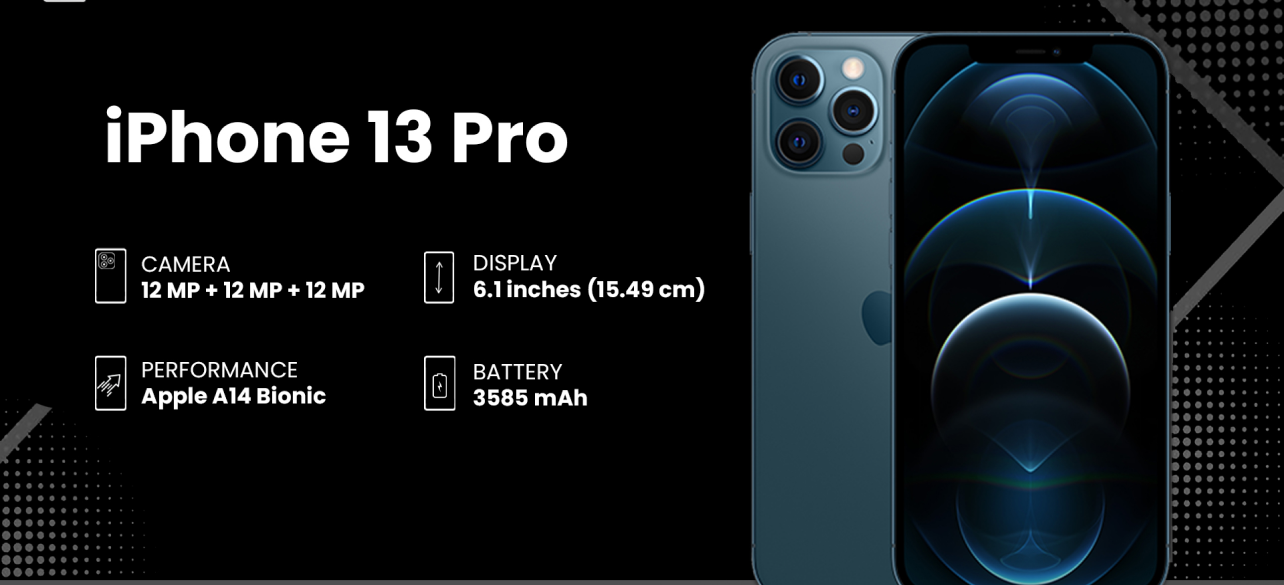 iPhone 13 Pro
CAMERA
12 MP + 12 MP + 12 MP
DISPLAY
6.1 inches (15.49 cm)
PERFORMANCE
Apple A14 Bionic
BATTERY
3585 mAh